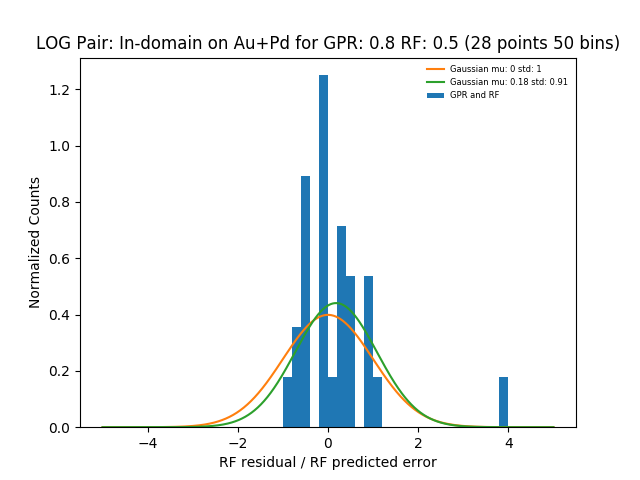 LOG Pair: In-domain on Au+Pd for GPR: 0.8 RF: 0.5 (28 points 50 bins)
Gaussian mu: 0 std: 1
Gaussian mu: 0.18 std: 0.91
GPR and RF
Normalized Counts
1.2
1.0
0.8
0.6
0.4
0.2
0.0
−4
−2
0
2
4
RF residual / RF predicted error